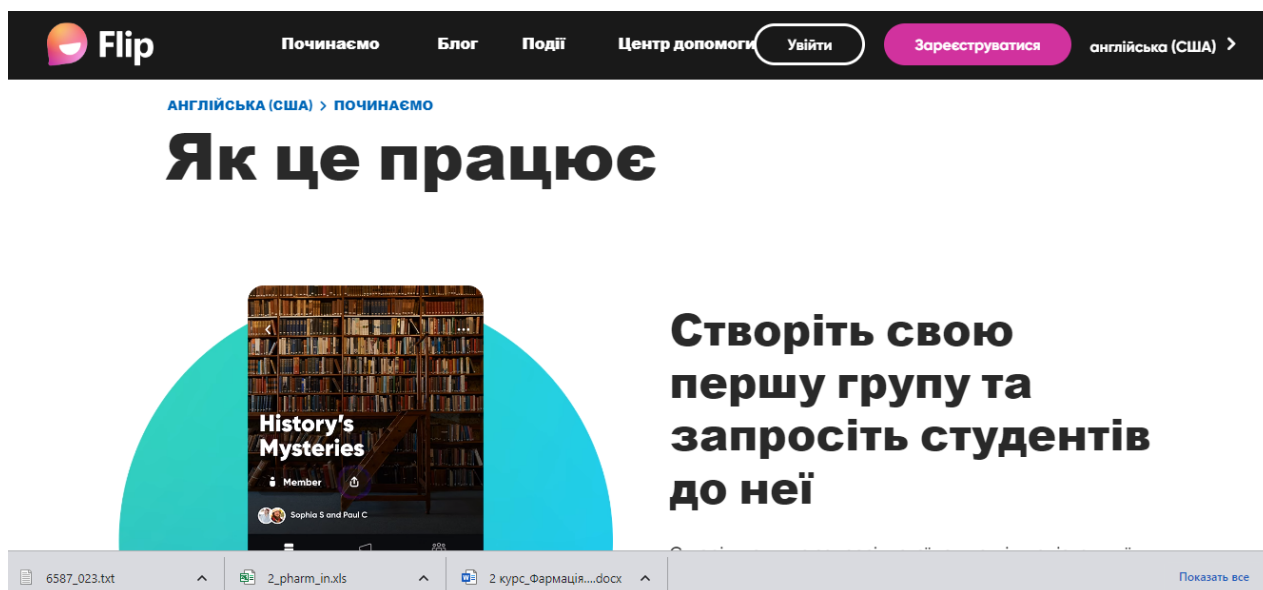 Flip
Починаємо
Блог
Події
Центр допомоги
Увійти
Зареєструватися
англійська (США) >
АНГЛІЙСЬКА (США) > ПОЧИНАЄМО
Як це працює
History's
Mysteries
Member
Sophia S and Paul C
Створіть свою
першу групу та
запросіть студентів
до неї
6587_023.txt
2_pharm_in.xls
2 курс_Фармація....docx
Показать все